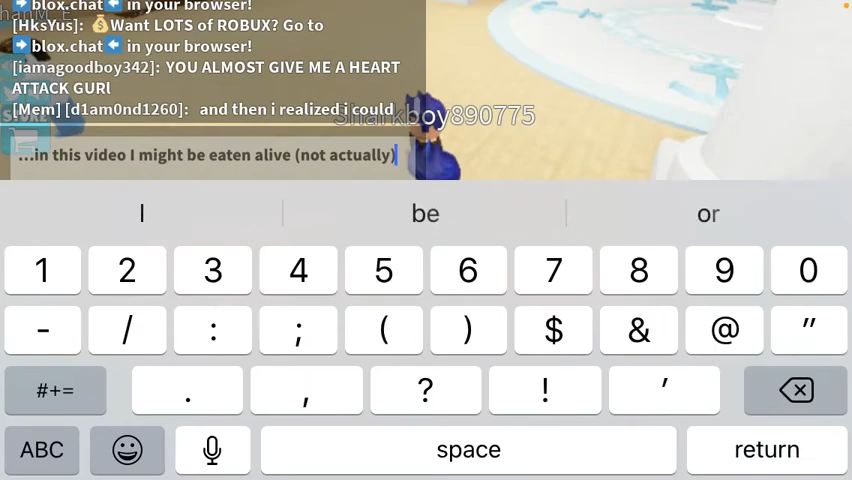 blox.chat⬅️ in your browser!
[HksYus]: 💰Want LOTS of ROBUX? Go to
➡️blox.chat⬅️ in your browser!
[iamagoodboy342]: YOU ALMOST GIVE ME A HEART
ATTACK GURl
[Mem] [d1am0nd1260]: and then i realized i could
Sharkboy890775
...in this video I might be eaten alive (not actually)
I be or
1 2 3 4 5 6 7 8 9 0
- / : ; ( ) $ & @ "
#+= . , ? ! '
ABC space return